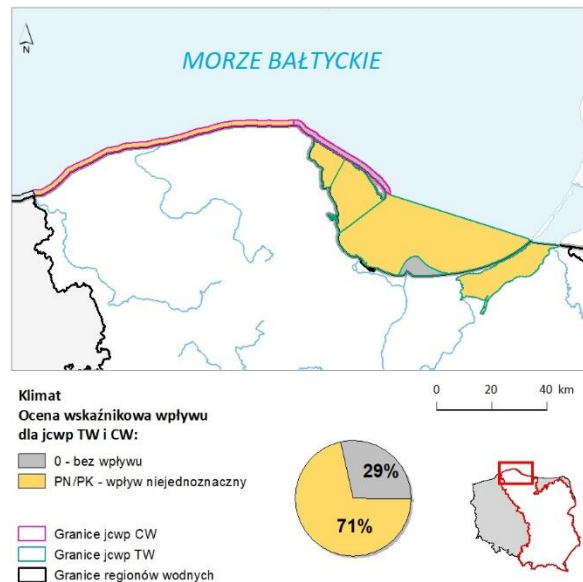 N
MORZE BAŁTYCKIE
0 20 40 km
Klimat
Ocena wskaźnikowa wpływu
dla jcwp TW i CW:
0 - bez wpływu
PN/PK - wpływ niejednoznaczny
29%
71%
Granice jcwp CW
Granice jcwp TW
Granice regionów wodnych